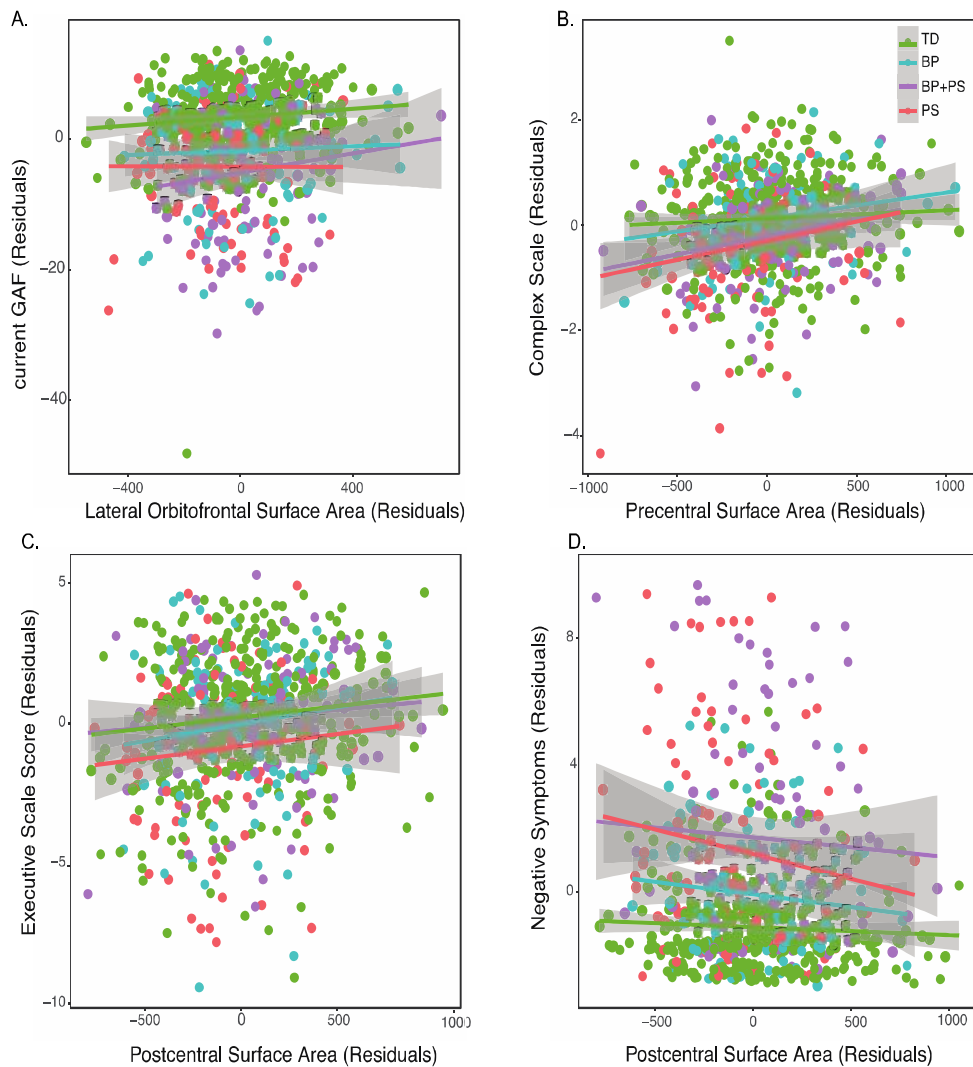 A.
current GAF (Residuals)
0
−20
−40
−400
0
400
Lateral Orbitofrontal Surface Area (Residuals)
B.
TD
BP
BP+PS
PS
Complex Scale (Residuals)
2
0
−2
−4
−1000
−500
0
500
1000
Precentral Surface Area (Residuals)
C.
Executive Scale Score (Residuals)
5
0
−5
−10
−500
0
500
1000
Postcentral Surface Area (Residuals)
D.
Negative Symptoms (Residuals)
8
4
0
−500
0
500
1000
Postcentral Surface Area (Residuals)